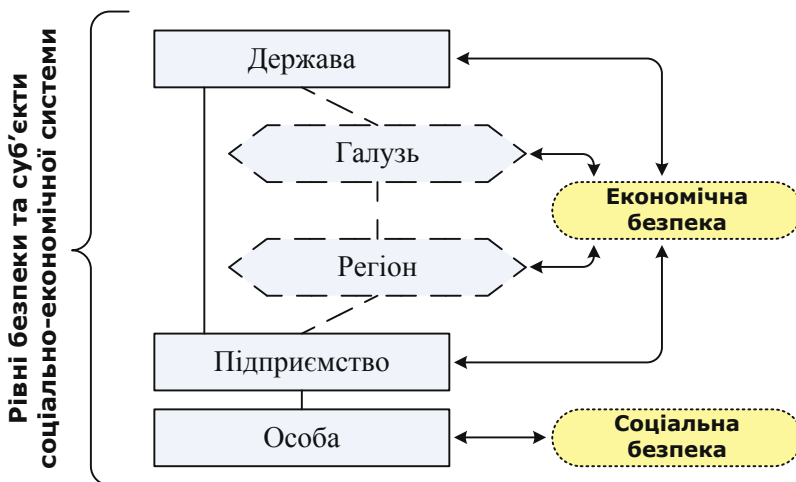 Рівні безпеки та суб′єкти
соціально-економічної системи
Держава
Галузь
Економічна
безпека
Регіон
Підприємство
Особа
Соціальна
безпека